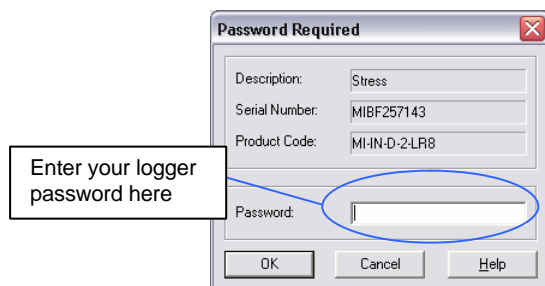 Password Required
Description: Stress
Serial Number: MIBF257143
Product Code: MI-IN-D-2-LR8
Enter your logger
password here
Password:
OK Cancel Help